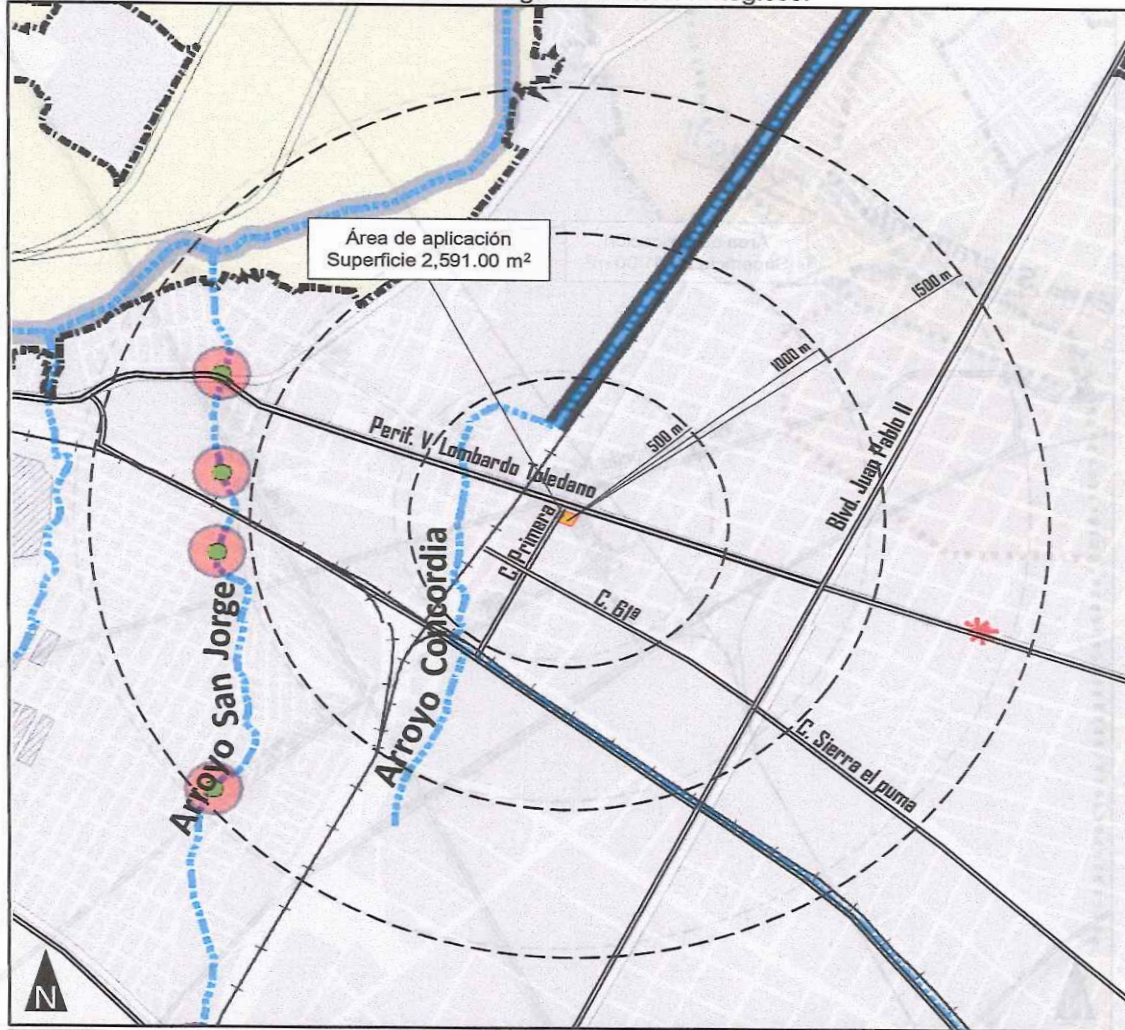 Área de aplicación
Superficie 2,591.00 m²
1500 m
1000 m
500 m
Perif. V Lombardo Toledano
Blvd. Juan Pablo II
C. Primera
C. 61ª
Arroyo Concordia
Arroyo San Jorge
C. Sierra el puma
N